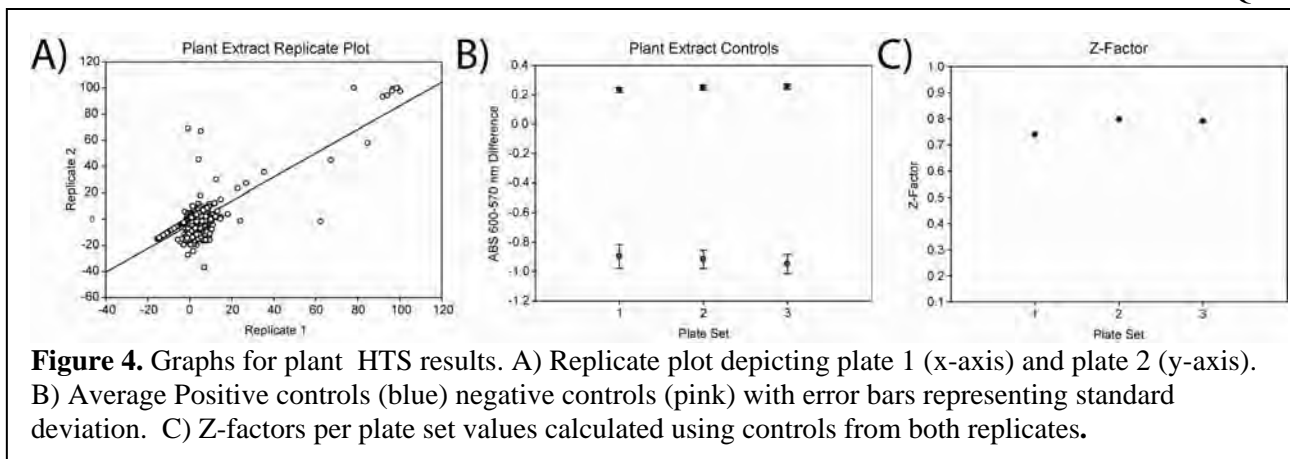 A)
Plant Extract Replicate Plot
120
100
80
60
40
20
0
-20
-40
-60
Replicate 2
-40 -20 0 20 40 60 80 100 120
Replicate 1
B)
Plant Extract Controls
0.4
0.2
0.0
-0.2
-0.4
-0.6
-0.8
-1.0
-1.2
ABS 600-570 nm Difference
1 2 3
Plate Set
C)
Z-Factor
1.0
0.9
0.8
0.7
0.6
0.5
0.4
0.3
0.2
0.1
Z-Factor
1 2 3
Plate Set
Figure 4. Graphs for plant HTS results. A) Replicate plot depicting plate 1 (x-axis) and plate 2 (y-axis).
B) Average Positive controls (blue) negative controls (pink) with error bars representing standard
deviation. C) Z-factors per plate set values calculated using controls from both replicates.